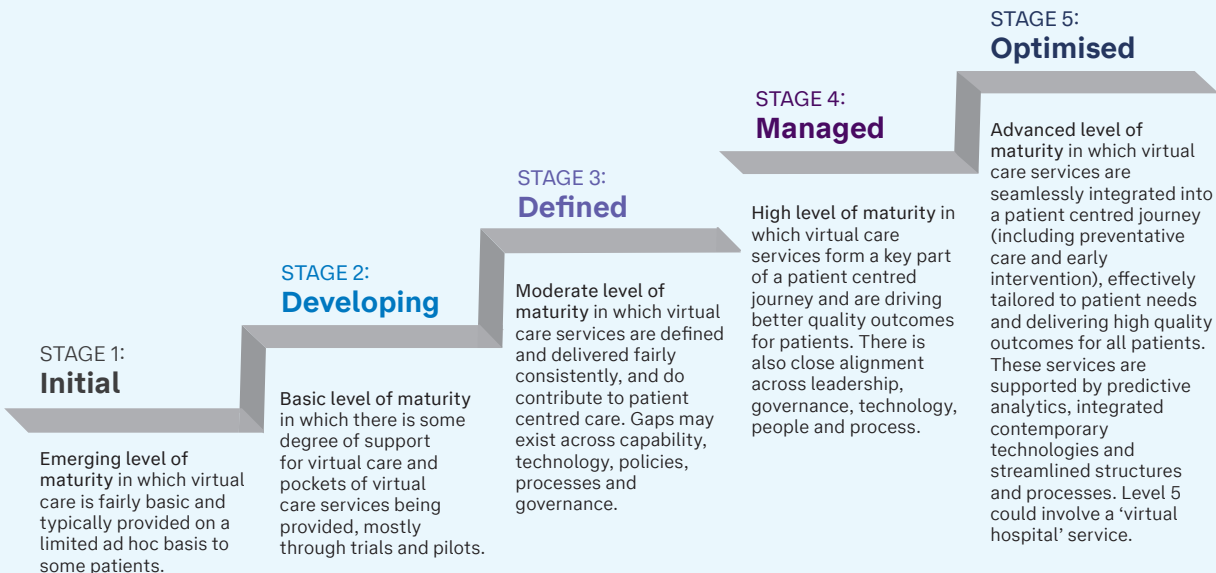 STAGE 1:
Initial
Emerging level of
maturity in which virtual
care is fairly basic and
typically provided on a
limited ad hoc basis to
some patients.
STAGE 2:
Developing
Basic level of maturity
in which there is some
degree of support
for virtual care and
pockets of virtual
care services being
provided, mostly
through trials and pilots.
STAGE 3:
Defined
Moderate level of
maturity in which virtual
care services are defined
and delivered fairly
consistently, and do
contribute to patient
centred care. Gaps may
exist across capability,
technology, policies,
processes and
governance.
STAGE 4:
Managed
High level of maturity in
which virtual care
services form a key part
of a patient centred
journey and are driving
better quality outcomes
for patients. There is
also close alignment
across leadership,
governance, technology,
people and process.
STAGE 5:
Optimised
Advanced level of
maturity in which virtual
care services are
seamlessly integrated into
a patient centred journey
(including preventative
care and early
intervention), effectively
tailored to patient needs
and delivering high quality
outcomes for all patients.
These services are
supported by predictive
analytics, integrated
contemporary
technologies and
streamlined structures
and processes. Level 5
could involve a ‘virtual
hospital’ service.